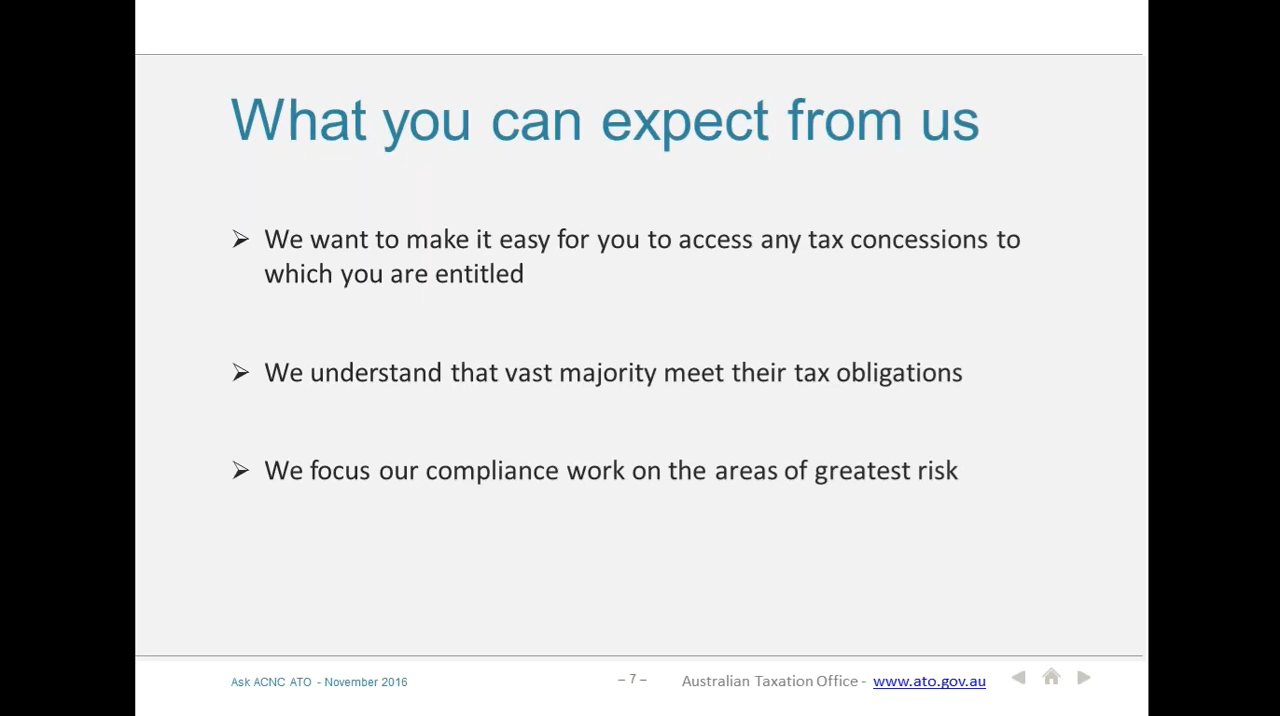 What you can expect from us
➢ We want to make it easy for you to access any tax concessions to
which you are entitled
➢ We understand that vast majority meet their tax obligations
➢ We focus our compliance work on the areas of greatest risk
Ask ACNC ATO - November 2016
– 7 –
Australian Taxation Office - www.ato.gov.au